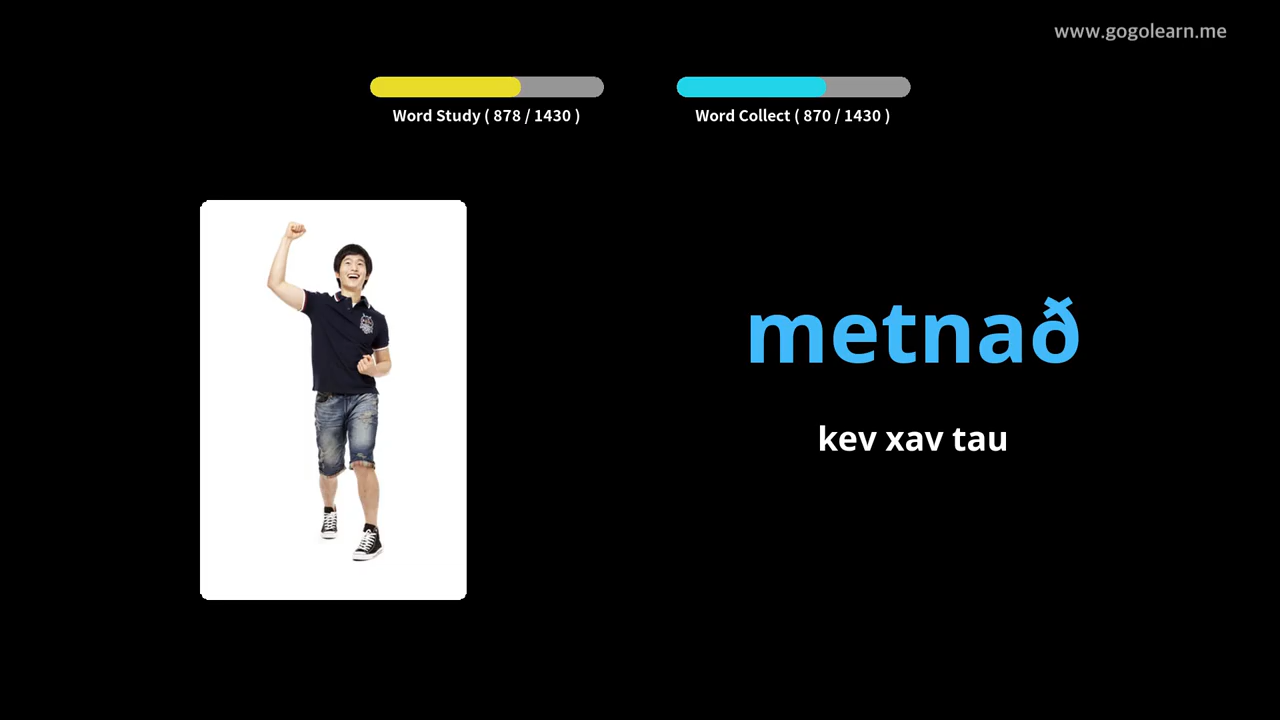 www.gogolearn.me
Word Study ( 878 / 1430 )
Word Collect ( 870 / 1430 )
metnað
kev xav tau